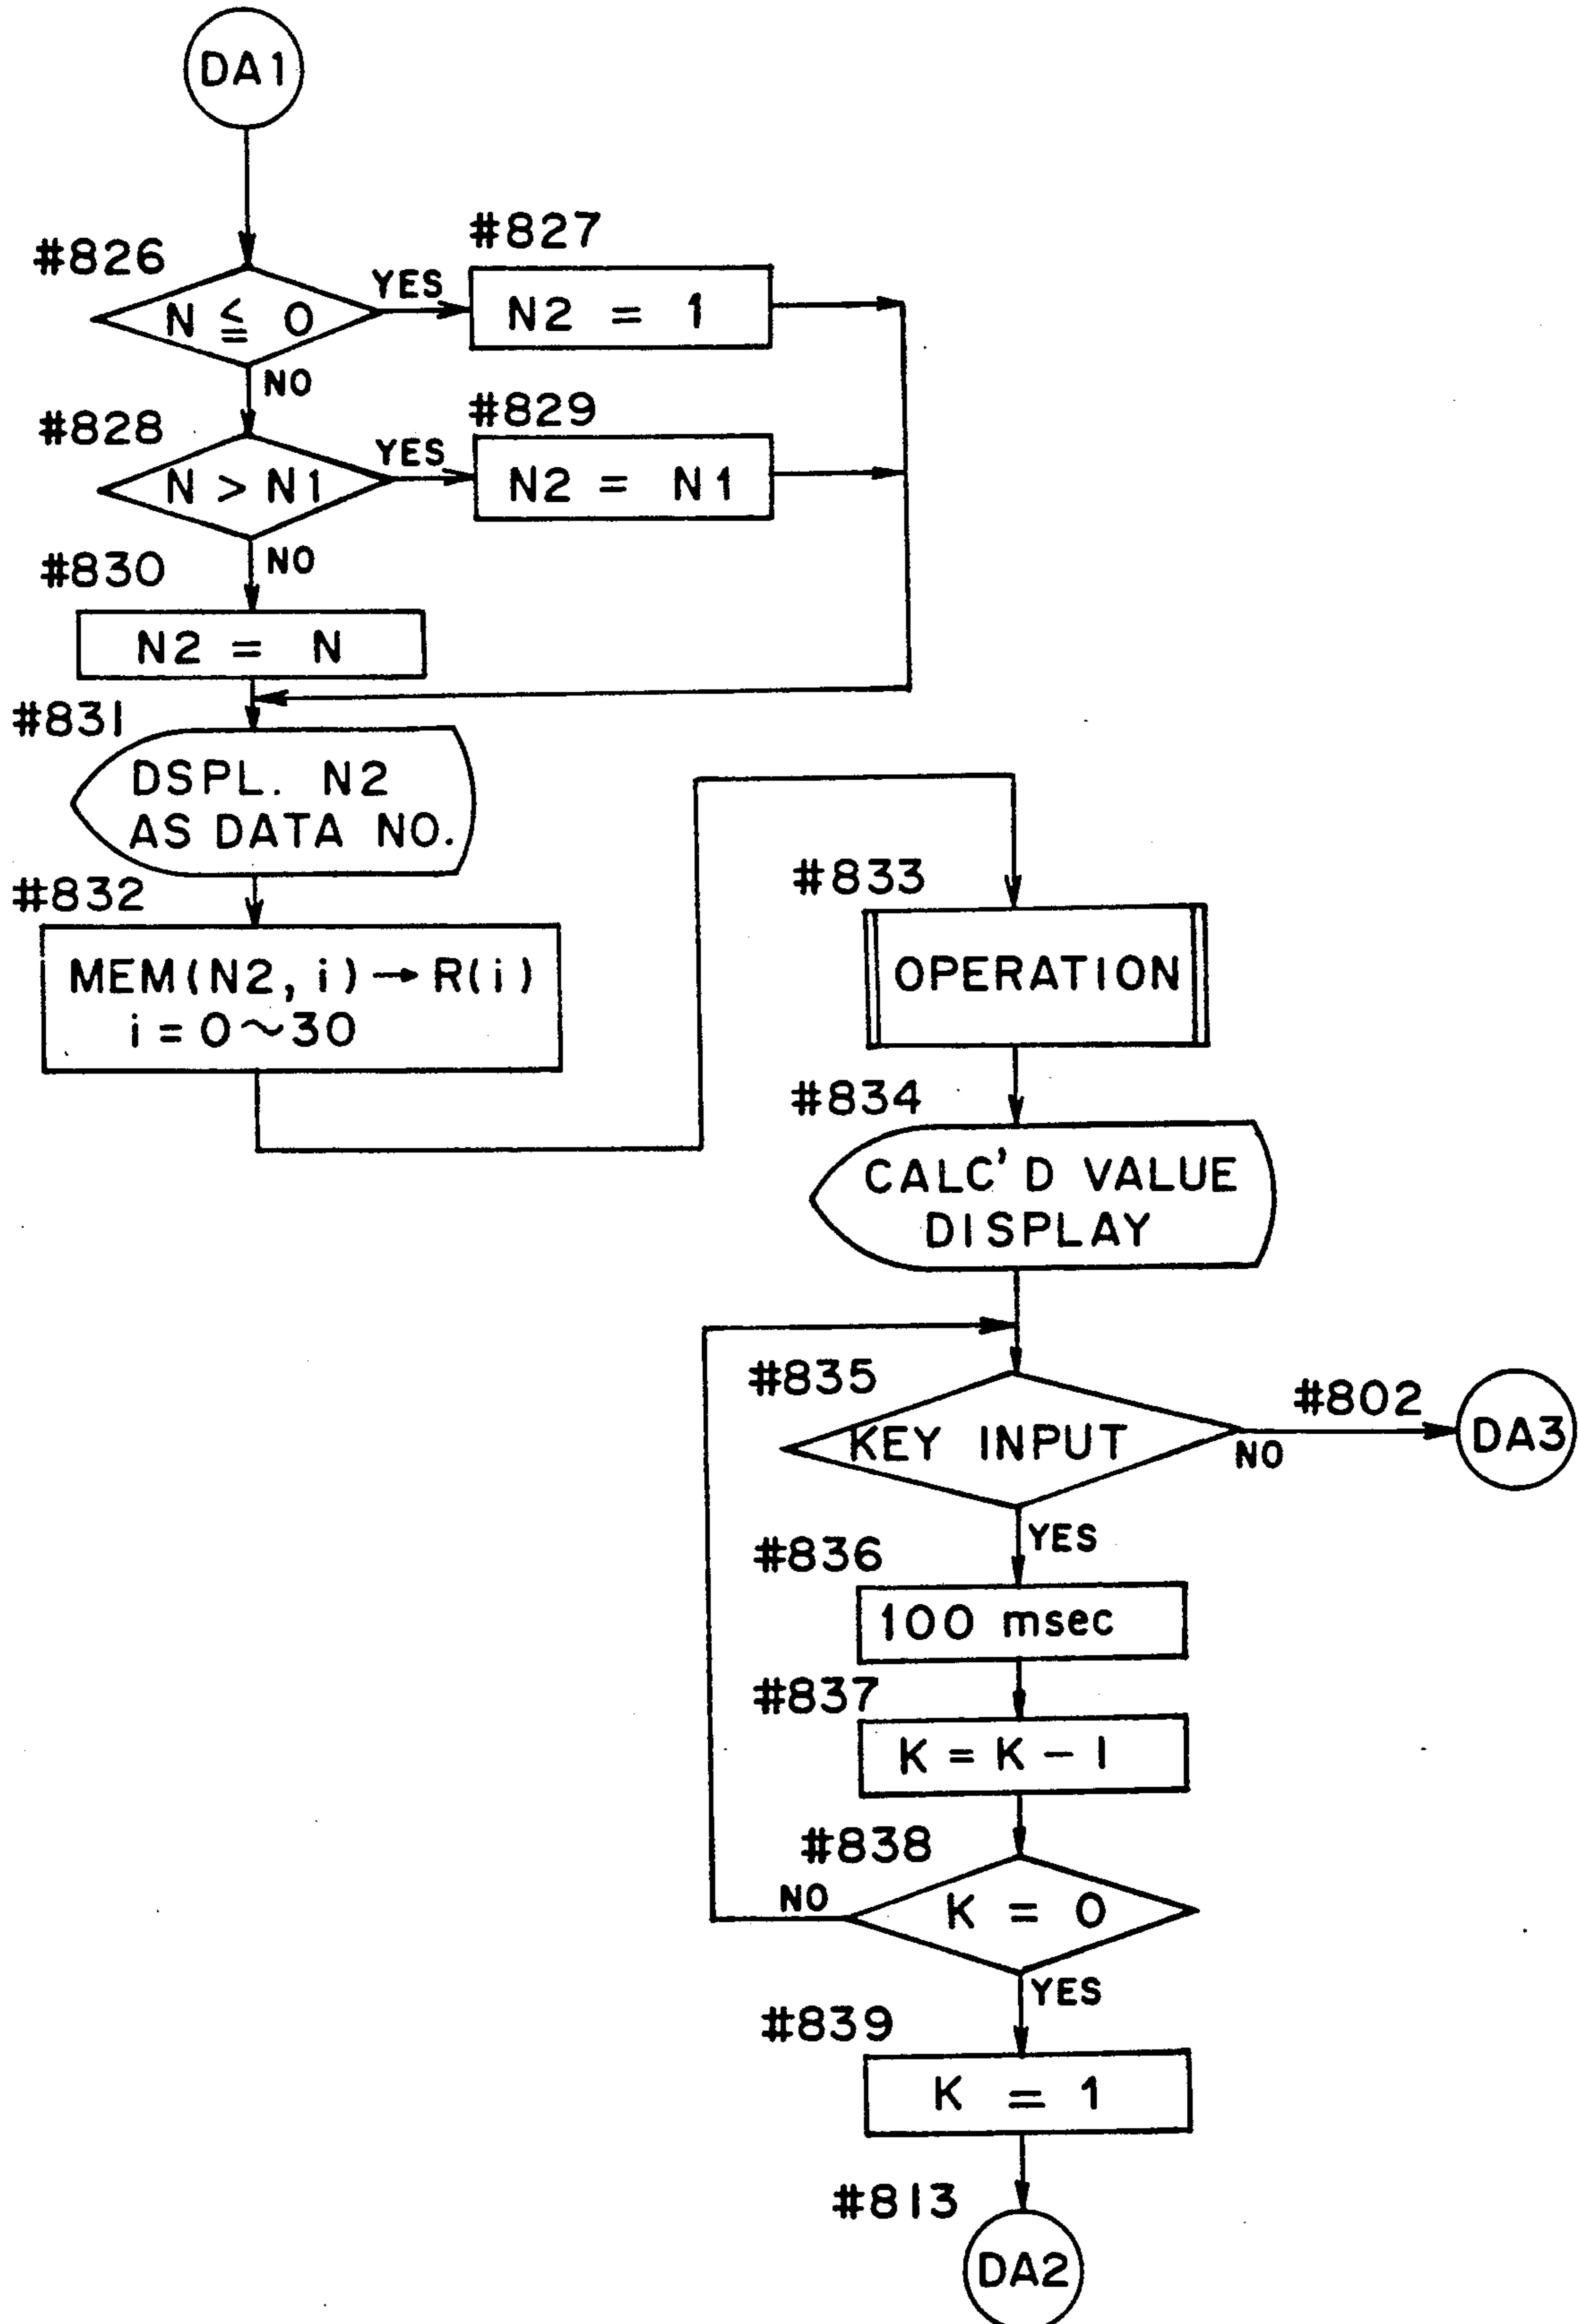 DA1
#826
N ≦ 0
YES
#827
N2 = 1
NO
#828
N > N1
YES
#829
N2 = N1
NO
#830
N2 = N
#831
DSPL. N2
AS DATA NO.
#832
MEM(N2, i) → R(i)
i = 0~30
#833
OPERATION
#834
CALC'D VALUE
DISPLAY
#835
KEY INPUT
NO
#802
DA3
YES
#836
100 msec
#837
K = K - 1
#838
NO
K = 0
YES
#839
K = 1
#813
DA2